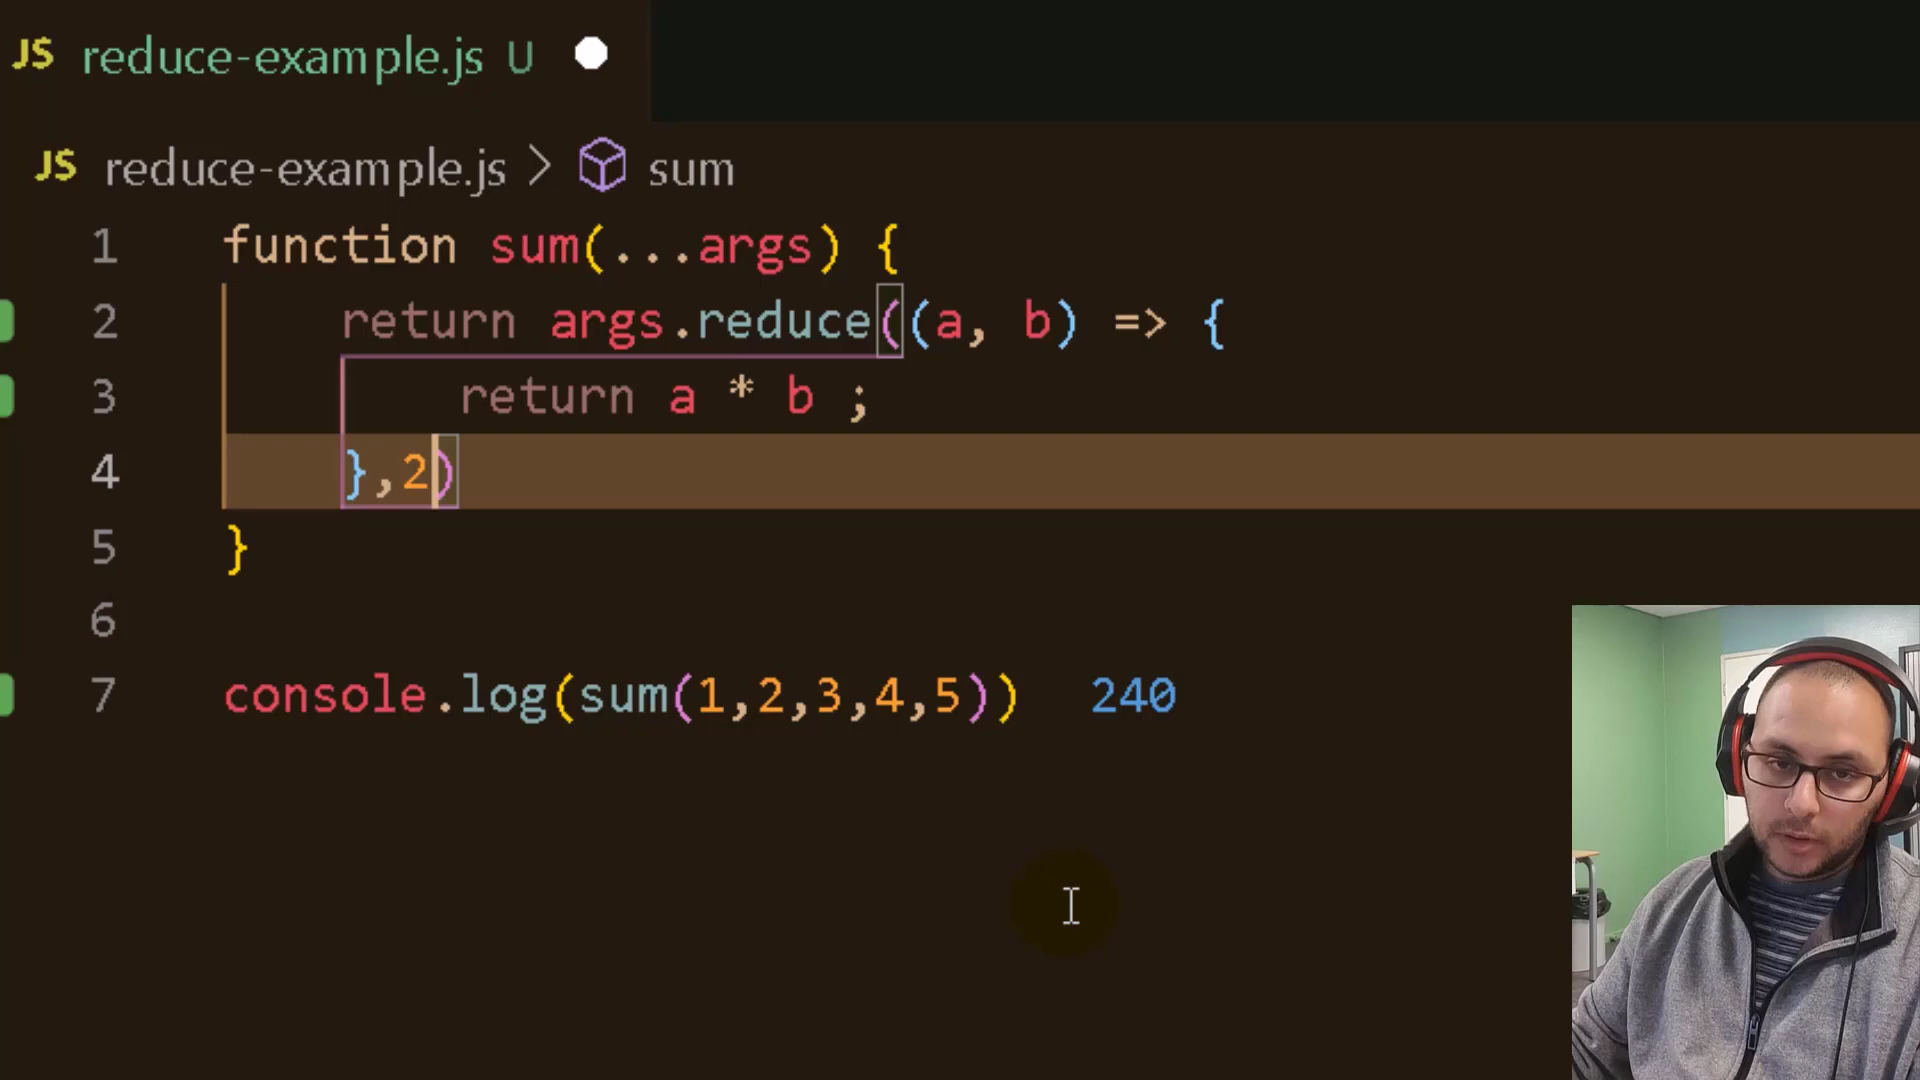 JS reduce-example.js U
JS reduce-example.js > sum
1 function sum(...args) {
2 return args.reduce((a, b) => {
3 return a * b ;
4 },2)
5 }
6
7 console.log(sum(1,2,3,4,5)) 240